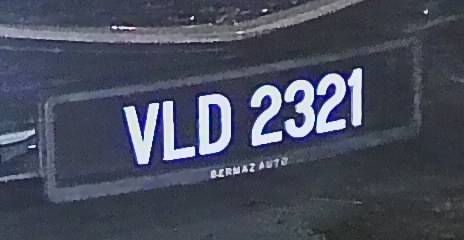 VLD 2321
BERMAZ AUTO